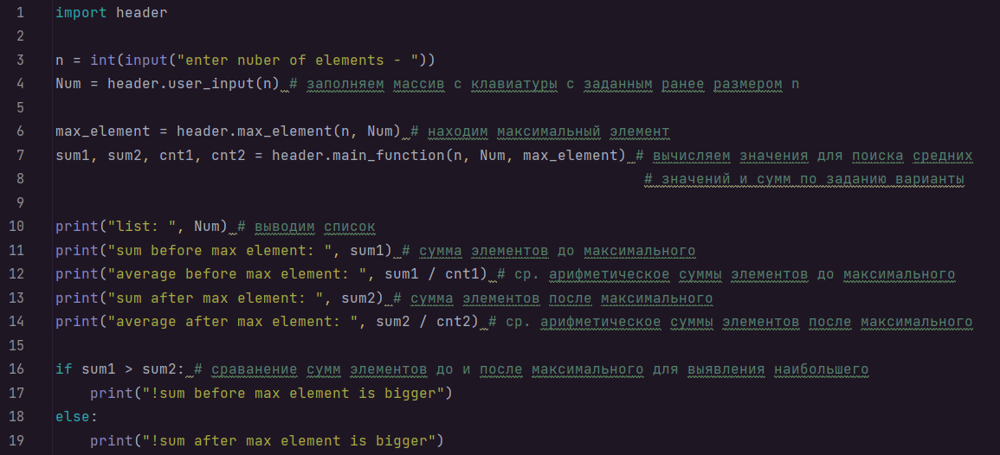 1 import header
2
3 n = int(input("enter nuber of elements - "))
4 Num = header.user_input(n) # заполняем массив с клавиатуры с заданным ранее размером n
5
6 max_element = header.max_element(n, Num) # находим максимальный элемент
7 sum1, sum2, cnt1, cnt2 = header.main_function(n, Num, max_element) # вычисляем значения для поиска средних
8 # значений и сумм по заданию варианты
9
10 print("list: ", Num) # выводим список
11 print("sum before max element: ", sum1) # сумма элементов до максимального
12 print("average before max element: ", sum1 / cnt1) # ср. арифметическое суммы элементов до максимального
13 print("sum after max element: ", sum2) # сумма элементов после максимального
14 print("average after max element: ", sum2 / cnt2) # ср. арифметическое суммы элементов после максимального
15
16 if sum1 > sum2: # сраванение сумм элементов до и после максимального для выявления наибольшего
17 print("!sum before max element is bigger")
18 else:
19 print("!sum after max element is bigger")